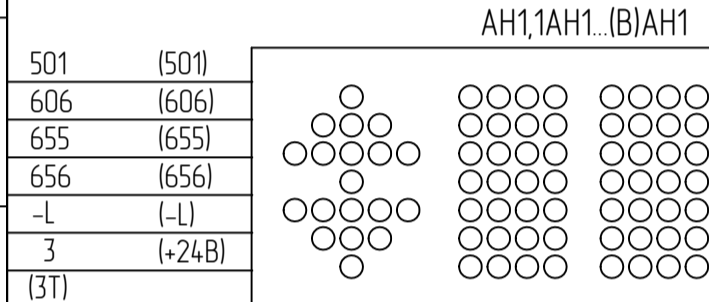 АН1,1АН1...(В)АН1
501 (501)
606 (606)
655 (655)
656 (656)
-L (-L)
3 (+24В)
(3Т)